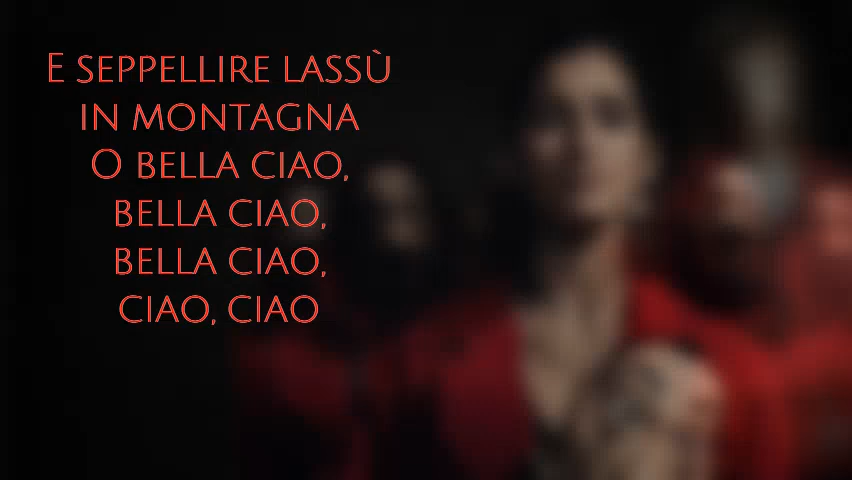 E SEPPELLIRE LASSÙ
IN MONTAGNA
O BELLA CIAO,
BELLA CIAO,
BELLA CIAO,
CIAO, CIAO